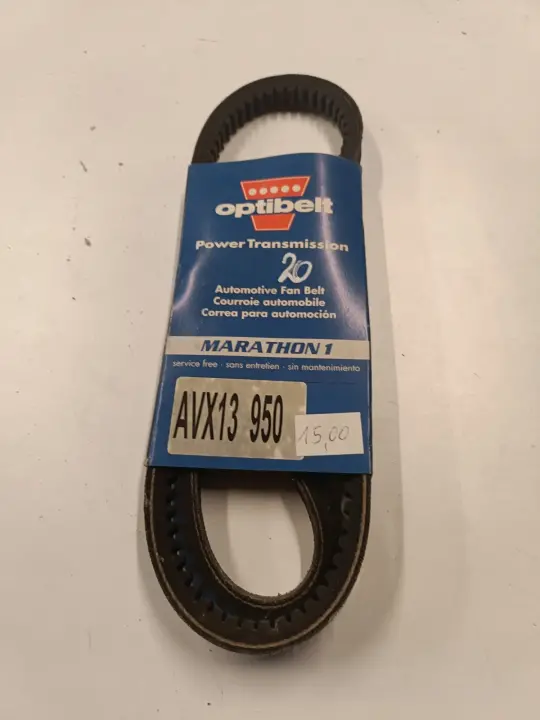 optibelt
Power Transmission
20
Automotive Fan Belt
Courroie automobile
Correa para automoción
MARATHON 1
service free · sans entretien · sin mantenimiento
AVX13 950
15,00